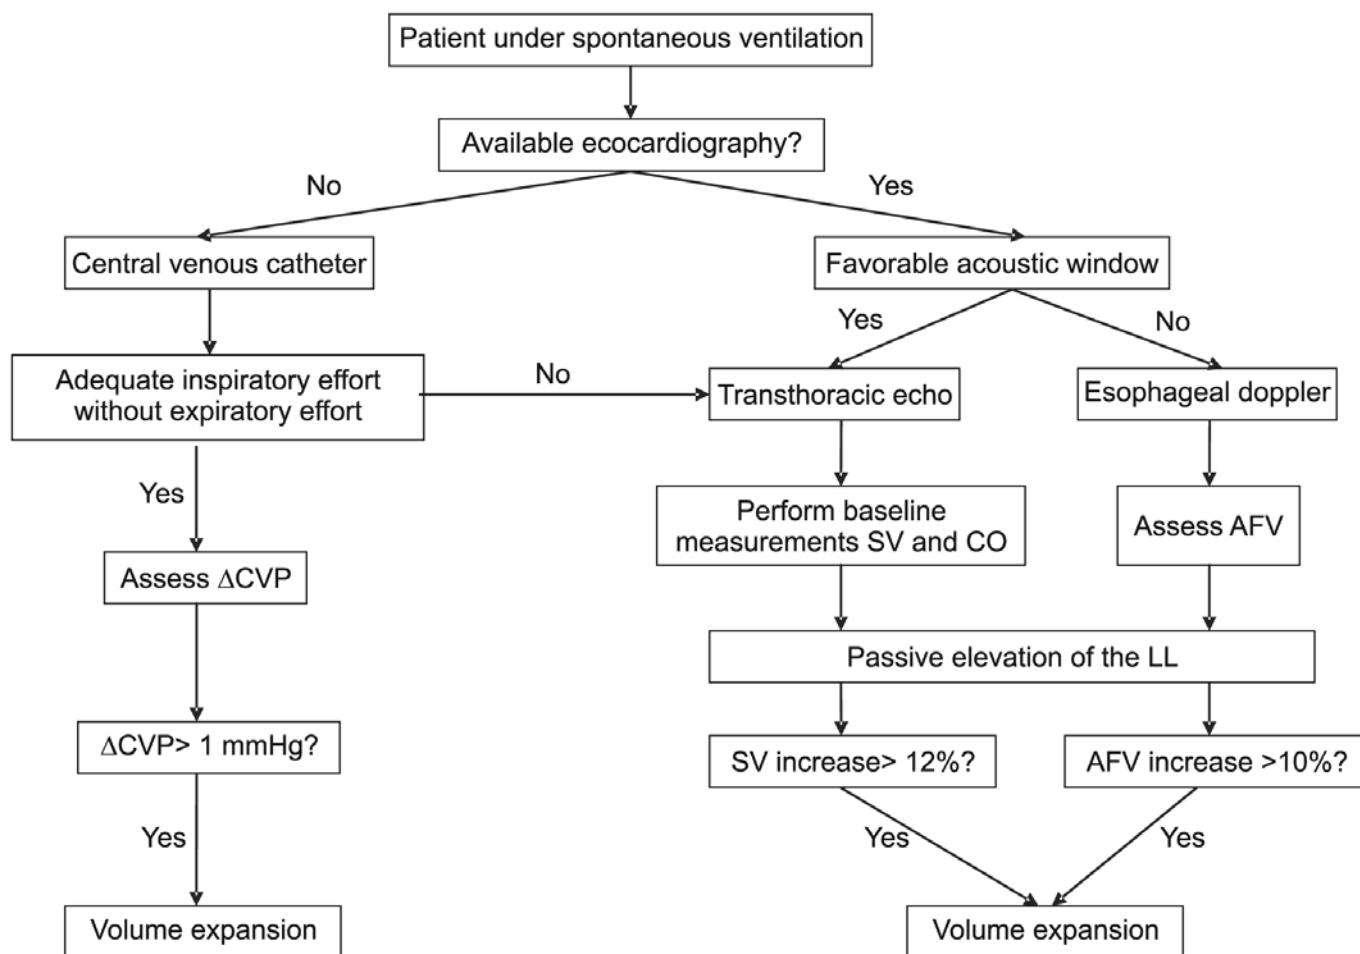 Patient under spontaneous ventilation
Available ecocardiography?
No
Yes
Central venous catheter
Favorable acoustic window
Yes
No
Adequate inspiratory effort
without expiratory effort
No
Transthoracic echo
Esophageal doppler
Yes
Perform baseline
measurements SV and CO
Assess AFV
Assess ΔCVP
Passive elevation of the LL
ΔCVP> 1 mmHg?
SV increase> 12%?
AFV increase >10%?
Yes
Yes
Yes
Volume expansion
Volume expansion